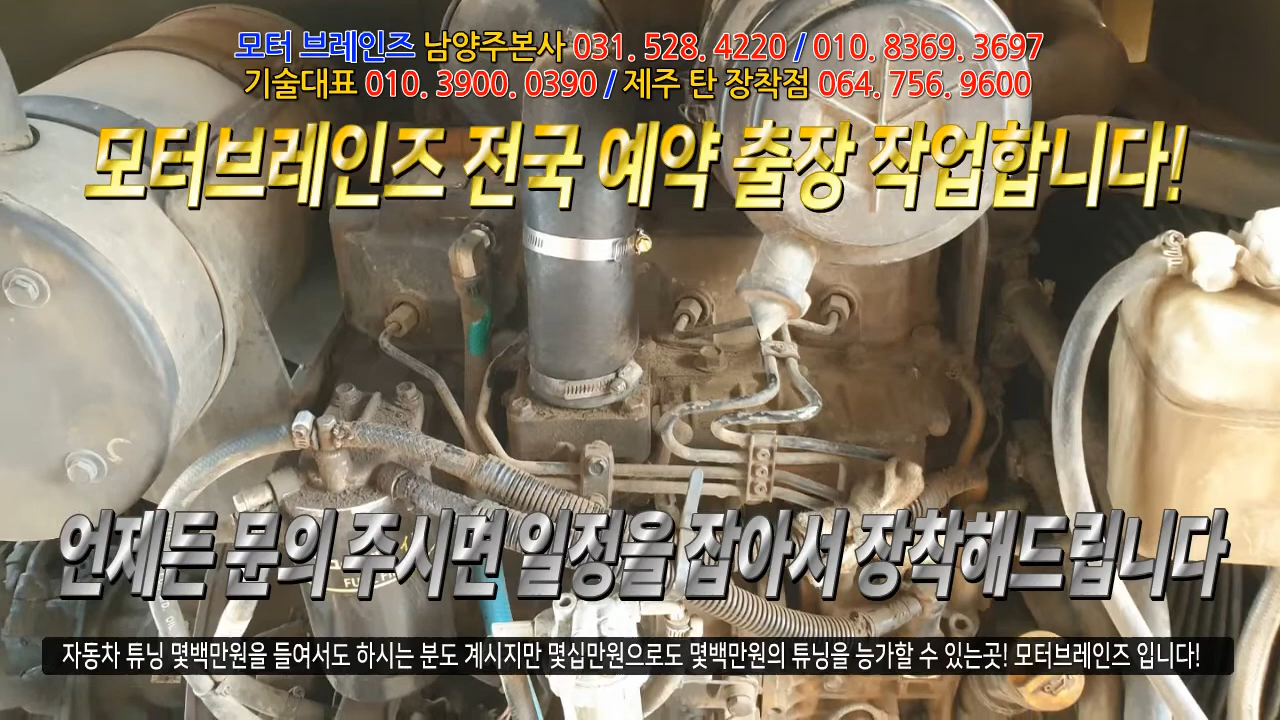 모터 브레인즈 남양주본사 031. 528. 4220 / 010. 8369. 3697
기술대표 010. 3900. 0390 / 제주 탄 장착점 064. 756. 9600
모터브레인즈 전국 예약 출장 작업합니다!
언제든 문의 주시면 일정을 잡아서 장착해드립니다
자동차 튜닝 몇백만원을 들여서도 하시는 분도 계시지만 몇십만원으로도 몇백만원의 튜닝을 능가할 수 있는곳! 모터브레인즈 입니다!